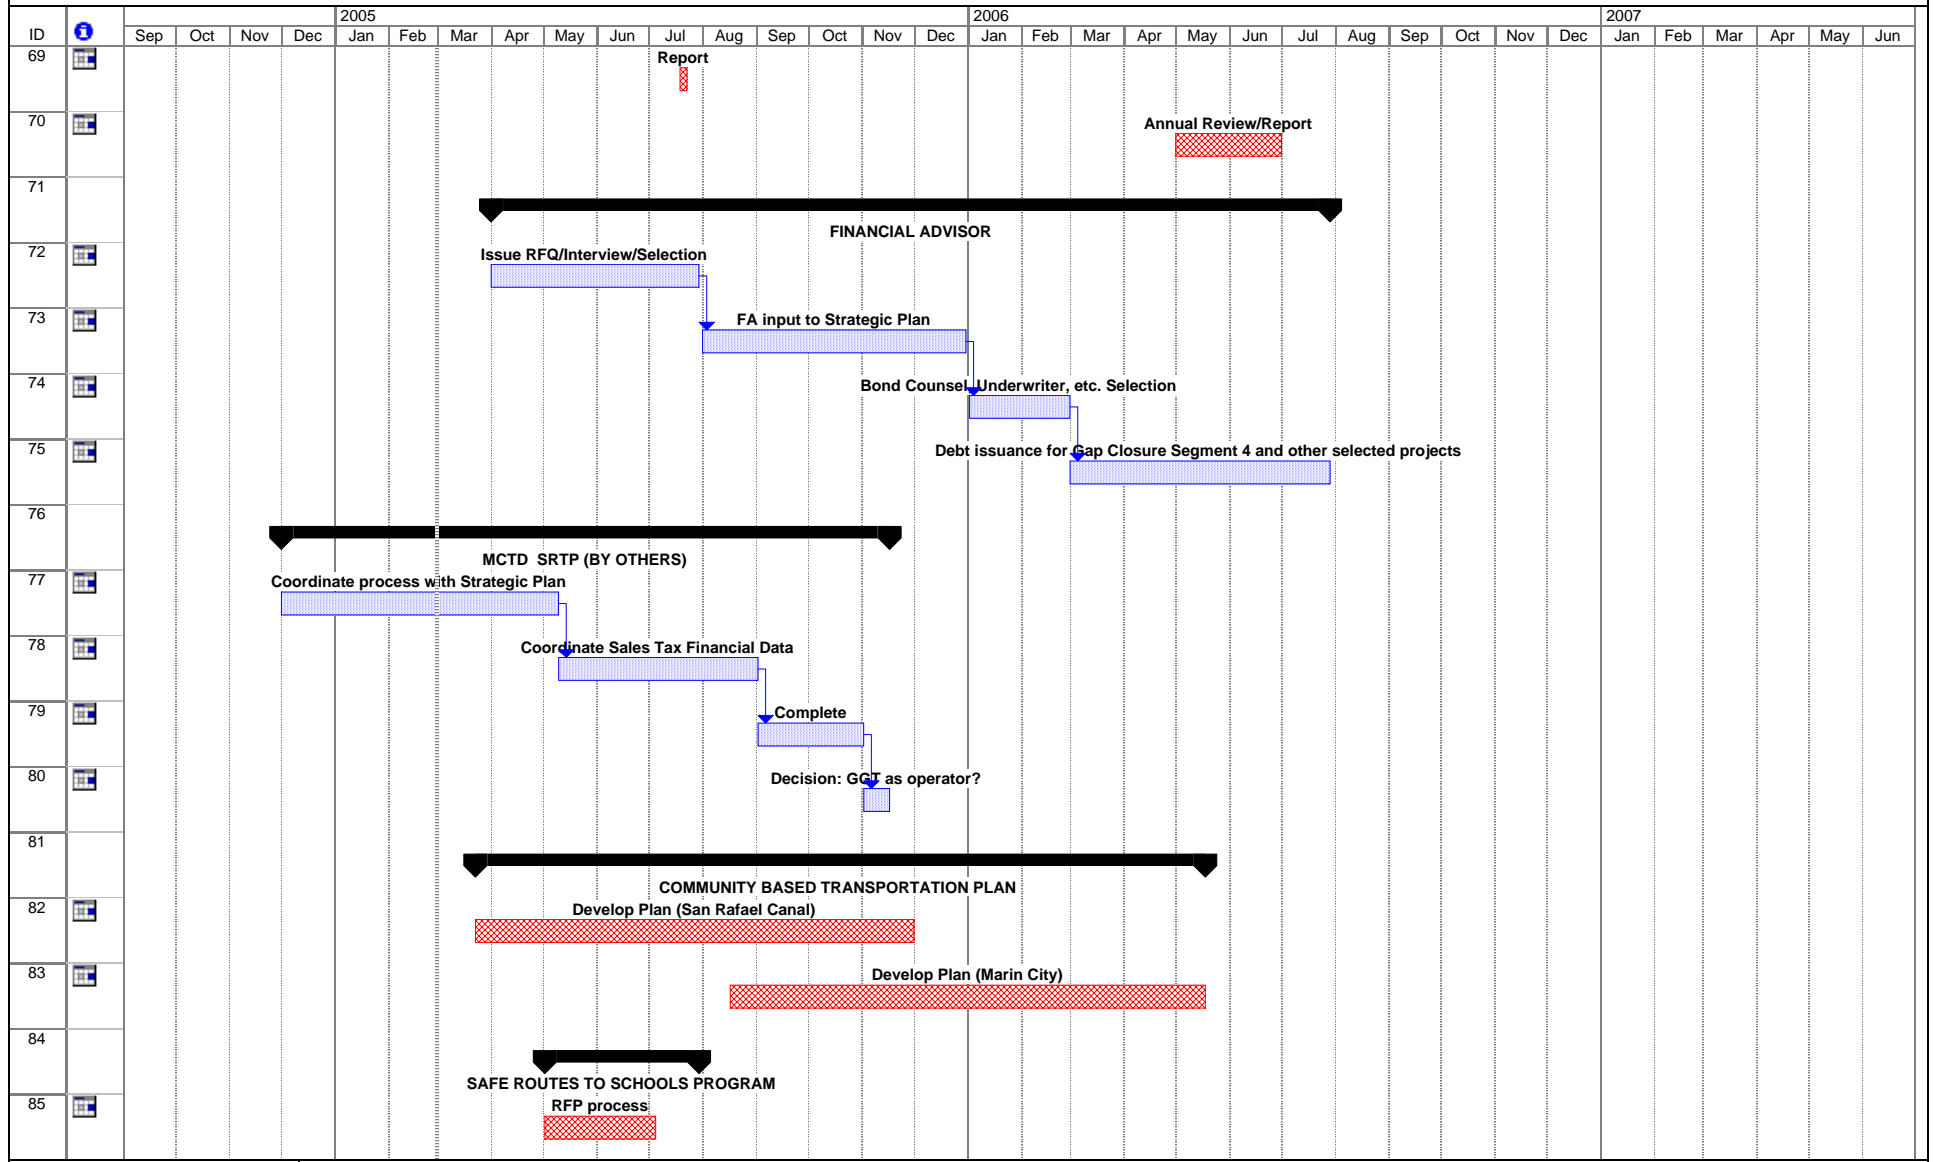 2005 2006 2007
ID Sep Oct Nov Dec Jan Feb Mar Apr May Jun Jul Aug Sep Oct Nov Dec Jan Feb Mar Apr May Jun Jul Aug Sep Oct Nov Dec Jan Feb Mar Apr May Jun
69 Report
70 Annual Review/Report
71
FINANCIAL ADVISOR
72 Issue RFQ/Interview/Selection
73 FA input to Strategic Plan
74 Bond Counsel, Underwriter, etc. Selection
75 Debt issuance for Gap Closure Segment 4 and other selected projects
76
MCTD SRTP (BY OTHERS)
77 Coordinate process with Strategic Plan
78 Coordinate Sales Tax Financial Data
79 Complete
80 Decision: GGT as operator?
81
COMMUNITY BASED TRANSPORTATION PLAN
82 Develop Plan (San Rafael Canal)
83 Develop Plan (Marin City)
84
SAFE ROUTES TO SCHOOLS PROGRAM
85 RFP process